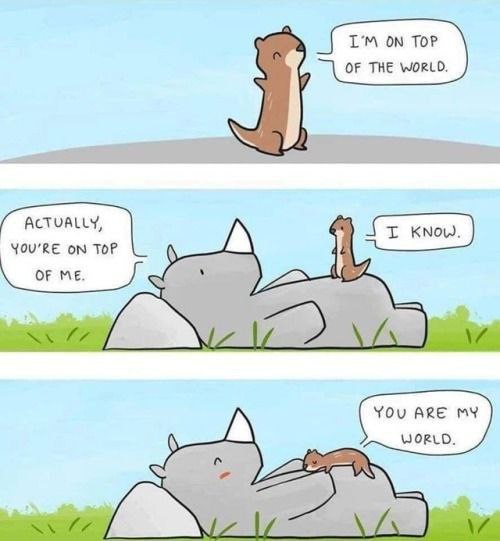 I'M ON TOP
OF THE WORLD.
ACTUALLY,
YOU'RE ON TOP
OF ME.
I KNOW.
YOU ARE MY
WORLD.